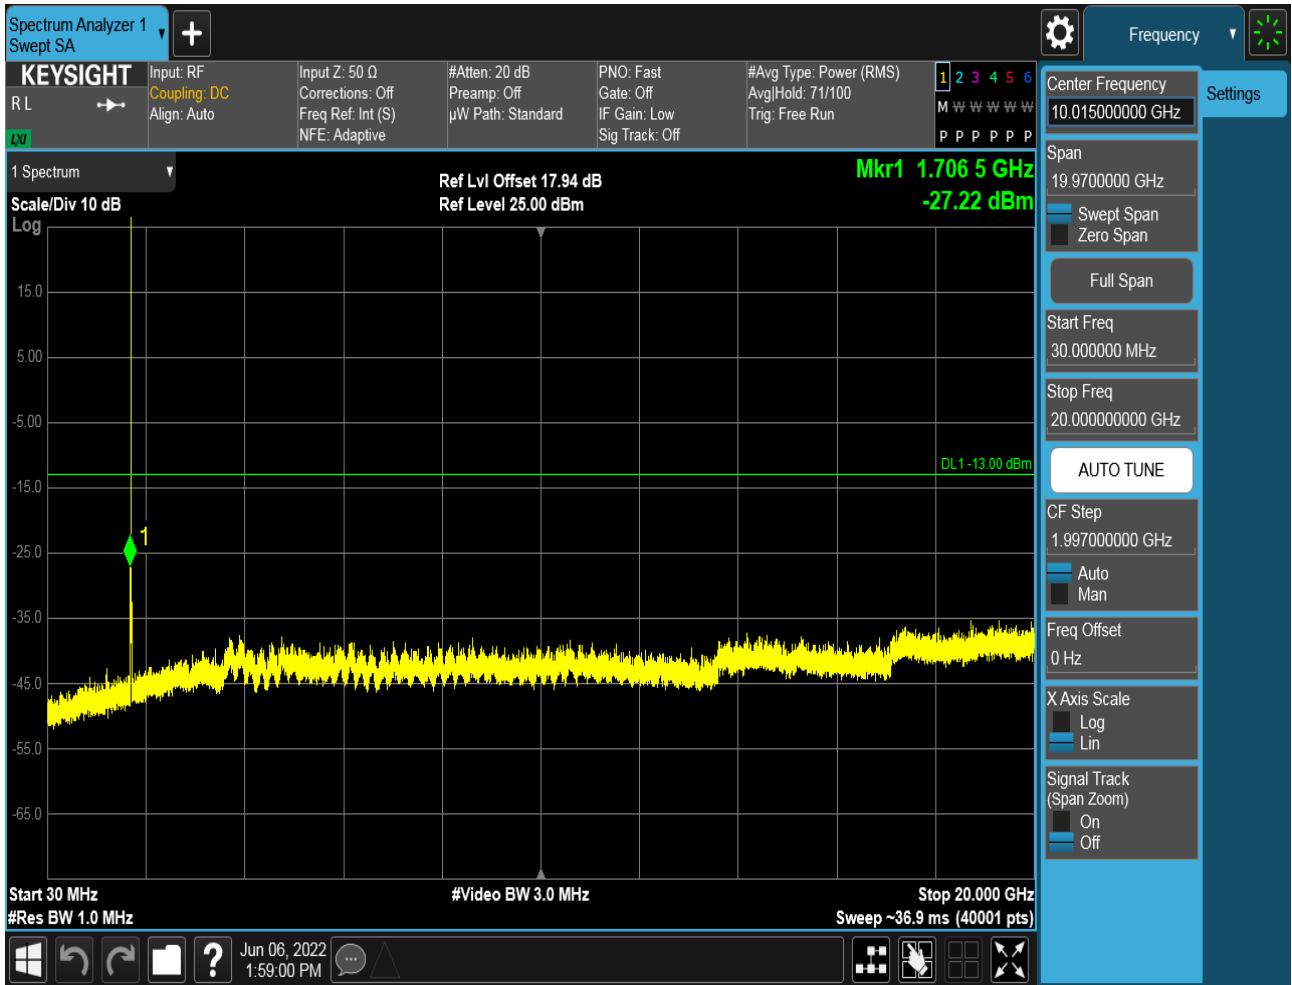 Spectrum Analyzer 1
Swept SA
+
Frequency
KEYSIGHT
R L
LXI
Input: RF
Coupling: DC
Align: Auto
Input Z: 50 Ω
Corrections: Off
Freq Ref: Int (S)
NFE: Adaptive
#Atten: 20 dB
Preamp: Off
µW Path: Standard
PNO: Fast
Gate: Off
IF Gain: Low
Sig Track: Off
#Avg Type: Power (RMS)
Avg|Hold: 71/100
Trig: Free Run
1 2 3 4 5 6
M W W W W W
P P P P P P
1 Spectrum
Scale/Div 10 dB
Log
Ref Lvl Offset 17.94 dB
Ref Level 25.00 dBm
Mkr1 1.706 5 GHz
-27.22 dBm
15.0
5.00
-5.00
DL1 -13.00 dBm
-15.0
1
-25.0
-35.0
-45.0
-55.0
-65.0
Start 30 MHz
#Res BW 1.0 MHz
#Video BW 3.0 MHz
Stop 20.000 GHz
Sweep ~36.9 ms (40001 pts)
?
Jun 06, 2022
1:59:00 PM
Center Frequency
10.015000000 GHz
Settings
Span
19.9700000 GHz
Swept Span
Zero Span
Full Span
Start Freq
30.000000 MHz
Stop Freq
20.000000000 GHz
AUTO TUNE
CF Step
1.997000000 GHz
Auto
Man
Freq Offset
0 Hz
X Axis Scale
Log
Lin
Signal Track
(Span Zoom)
On
Off